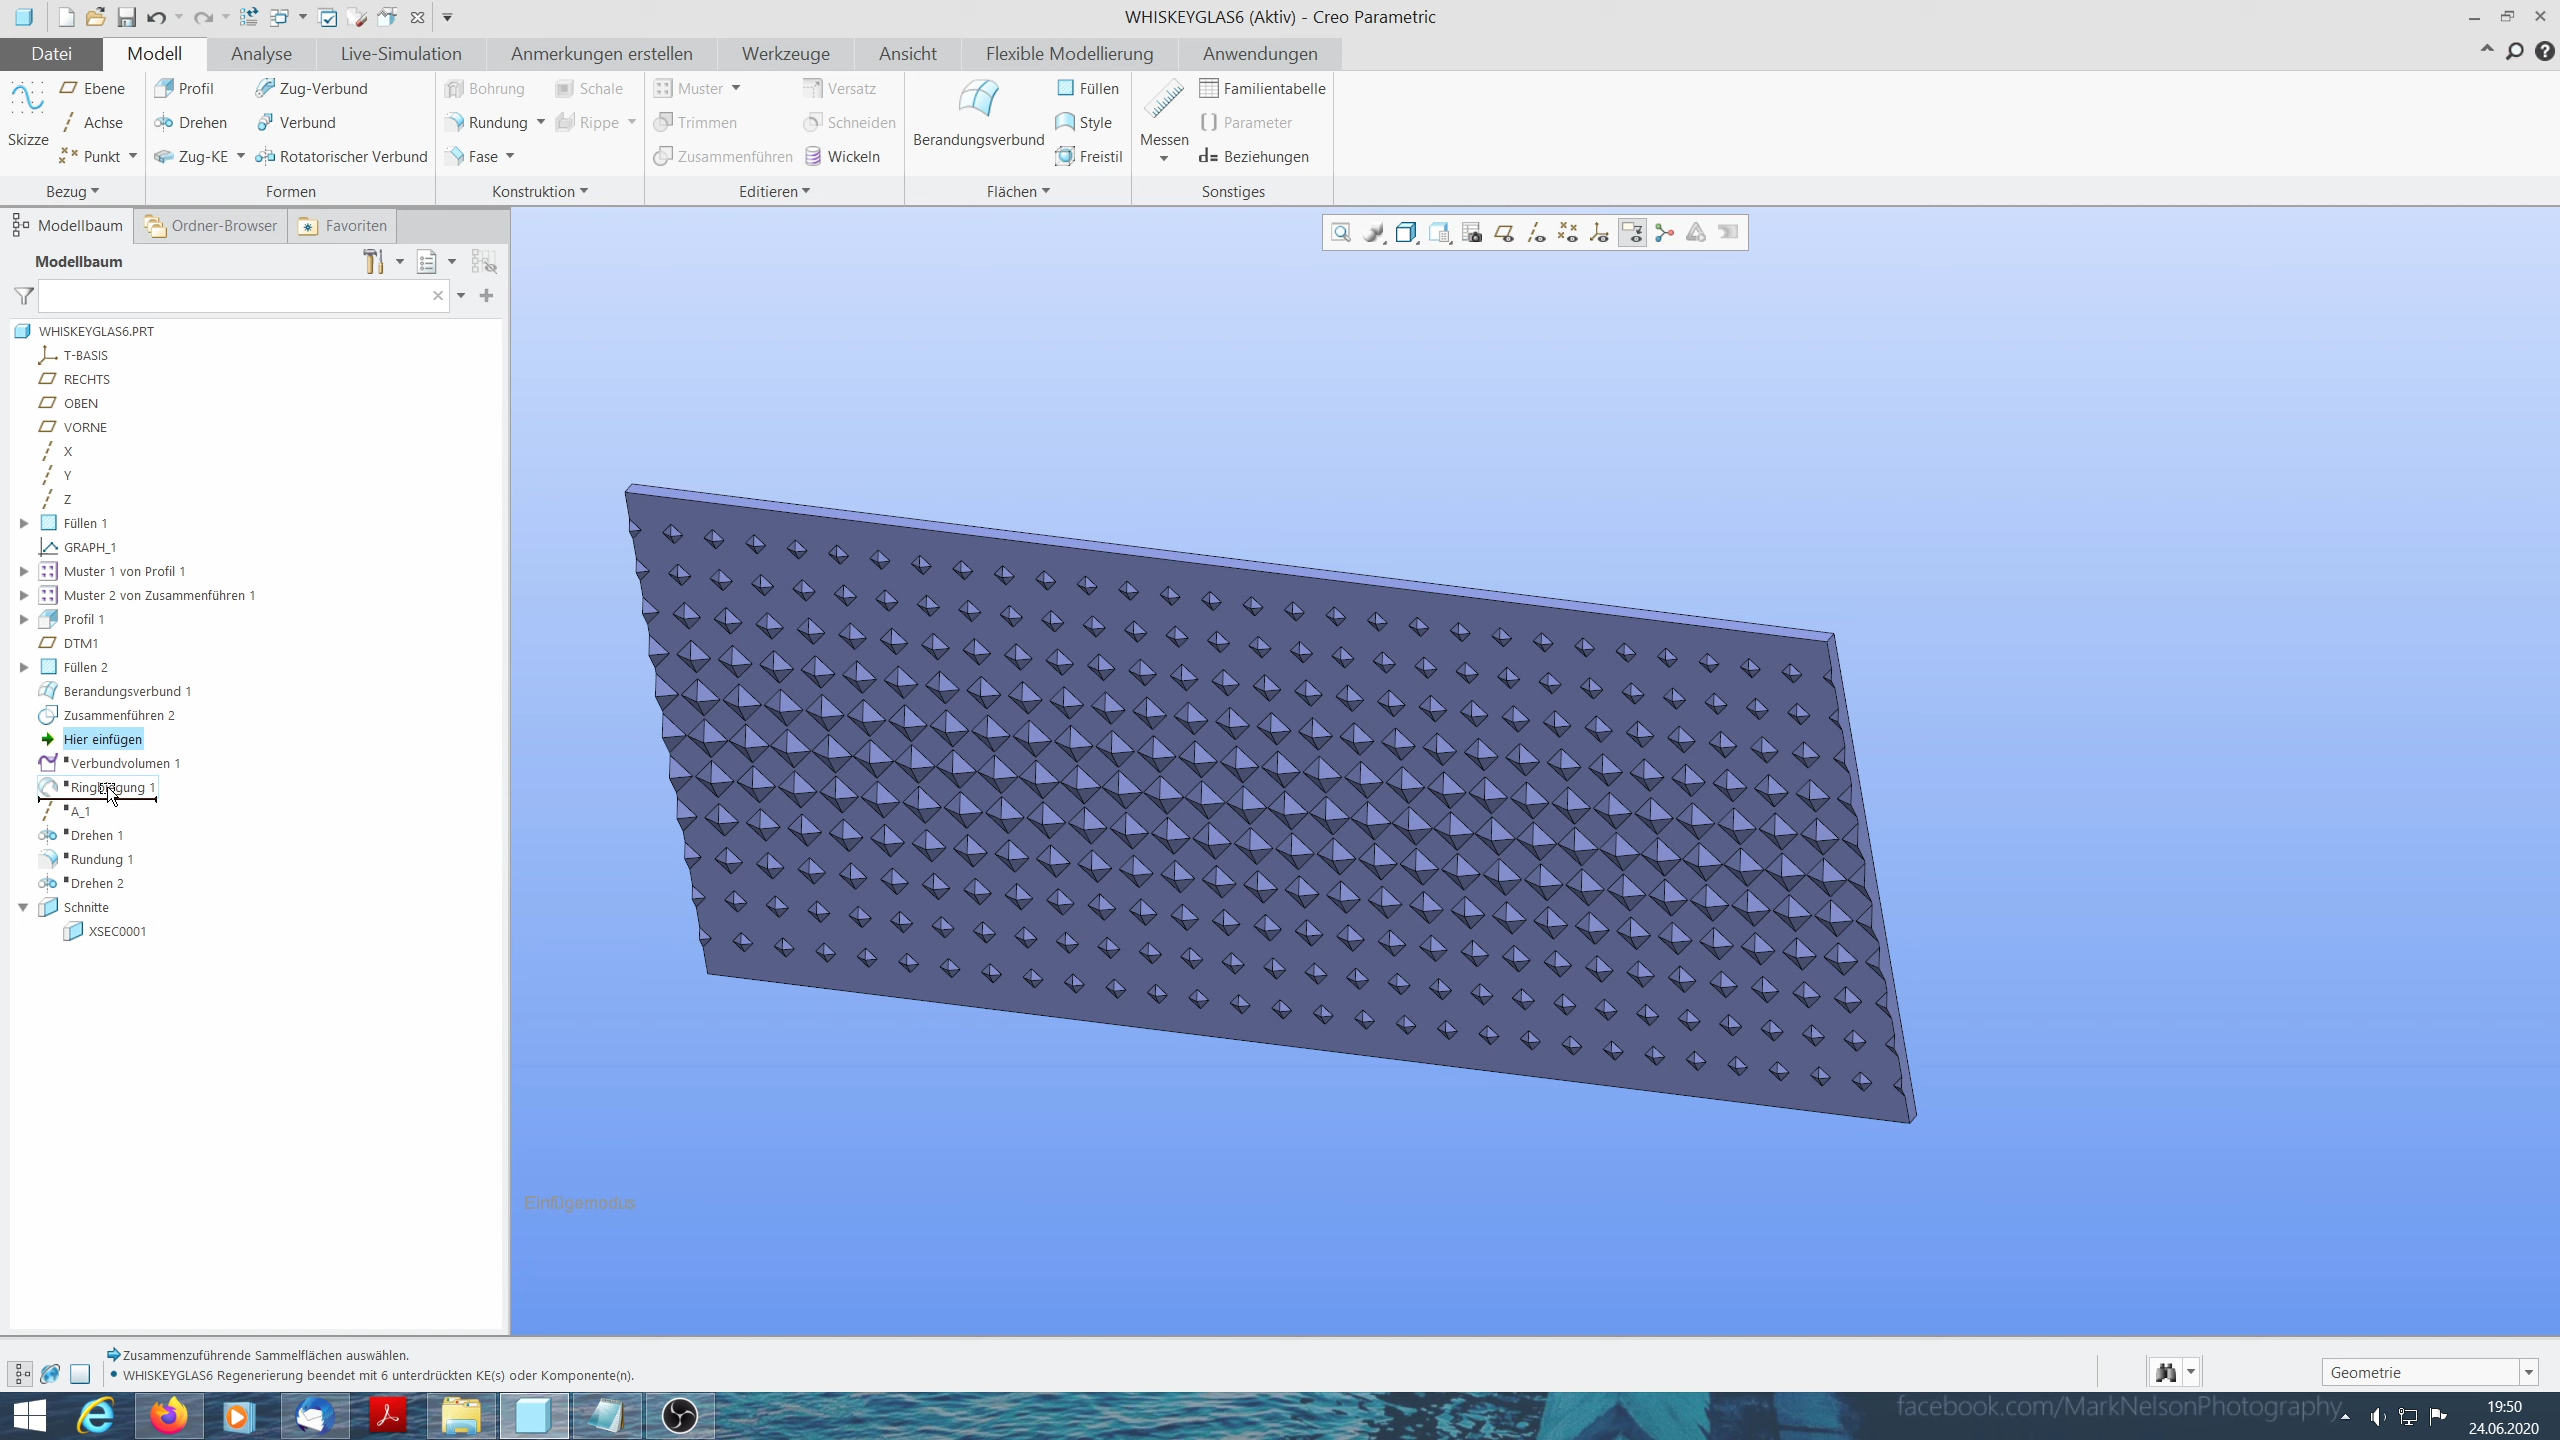 WHISKEYGLAS6 (Aktiv) - Creo Parametric
Datei Modell Analyse Live-Simulation Anmerkungen erstellen Werkzeuge Ansicht Flexible Modellierung Anwendungen
Ebene Profil Zug-Verbund Bohrung Schale Muster Versatz Füllen Familientabelle
Achse Drehen Verbund Rundung Rippe Trimmen Schneiden Style Parameter
Skizze Berandungsverbund Messen
Punkt Zug-KE Rotatorischer Verbund Fase Zusammenführen Wickeln Freistil d= Beziehungen
Bezug Formen Konstruktion Editieren Flächen Sonstiges
Modellbaum Ordner-Browser Favoriten
Modellbaum
WHISKEYGLAS6.PRT
T-BASIS
RECHTS
OBEN
VORNE
X
Y
Z
Füllen 1
GRAPH_1
Muster 1 von Profil 1
Muster 2 von Zusammenführen 1
Profil 1
DTM1
Füllen 2
Berandungsverbund 1
Zusammenführen 2
Hier einfügen
Verbundvolumen 1
A_1
Drehen 1
Rundung 1
Drehen 2
Schnitte
XSEC0001
Einfügemodus
Zusammenzuführende Sammelflächen auswählen.
• WHISKEYGLAS6 Regenerierung beendet mit 6 unterdrückten KE(s) oder Komponente(n).
Geometrie
facebook.com/MarkNelsonPhotography
19:50
24.06.2020